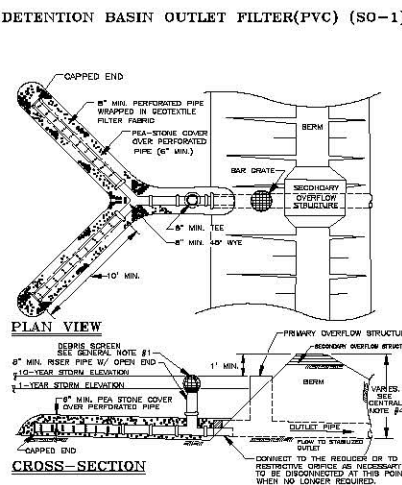 DETENTION BASIN OUTLET FILTER(PVC) (SO-1)
CAPPED END
8" MIN. PERFORATED PIPE
WRAPPED IN GEOTEXTILE
FILTER FABRIC
PEA-STONE COVER
OVER PERFORATED
PIPE (6" MIN.)
BERM
BAR GRATE
SECONDARY
OVERFLOW
STRUCTURE
8" MIN. TEE
8" MIN. 45° WYE
10' MIN.
PLAN VIEW
DEBRIS SCREEN
SEE GENERAL NOTE #1
8" MIN. RISER PIPE W/ OPEN END
10-YEAR STORM ELEVATION
1-YEAR STORM ELEVATION
6" MIN. PEA STONE COVER
OVER PERFORATED PIPE
PRIMARY OVERFLOW STRUCTU
SECONDARY OVERFLOW STRUCT
1' MIN.
BERM
VARIES.
SEE
OUTLET PIPE
FLOW TO STABILIZED
OUTLET
CAPPED END
CONNECT TO THE REDUCER OR TO
RESTRICTIVE ORIFICE AS NECESSARY
TO BE DISCONNECTED AT THIS POIN
WHEN NO LONGER REQUIRED.
CROSS-SECTION